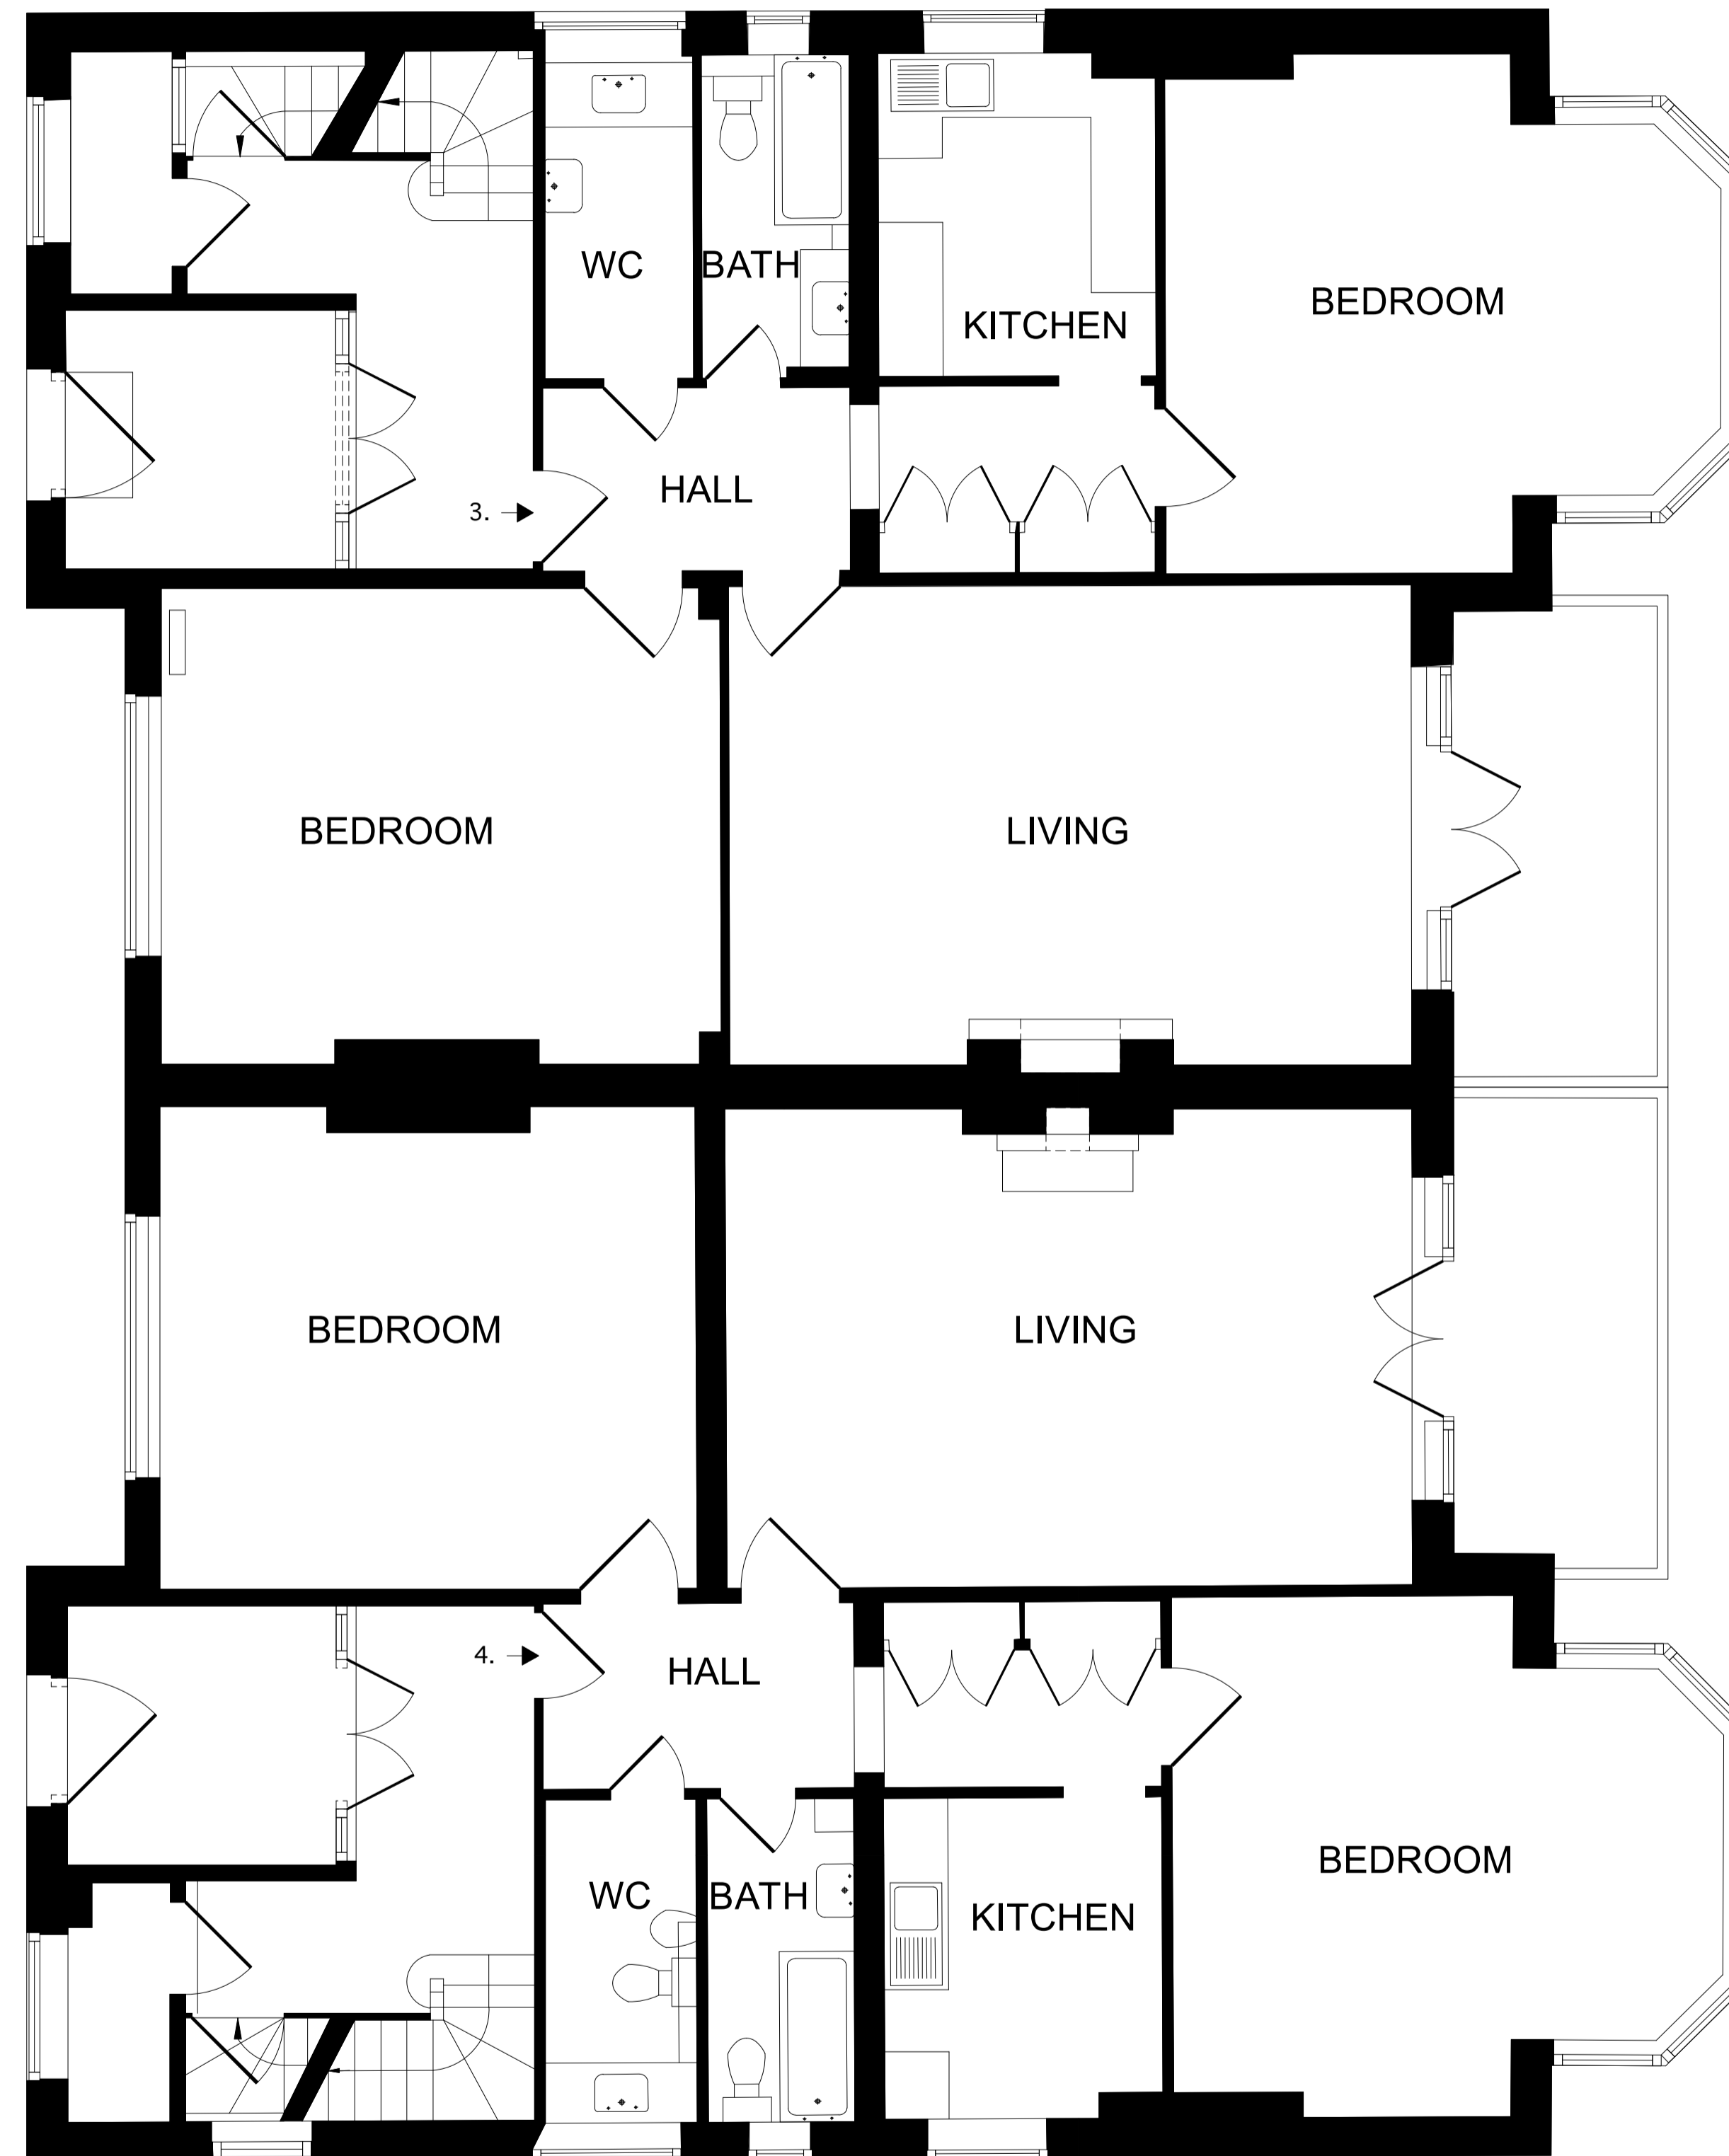 WC
BATH
KITCHEN
BEDROOM
HALL
3.
BEDROOM
LIVING
BEDROOM
LIVING
4.
HALL
BEDROOM
WC
BATH
KITCHEN